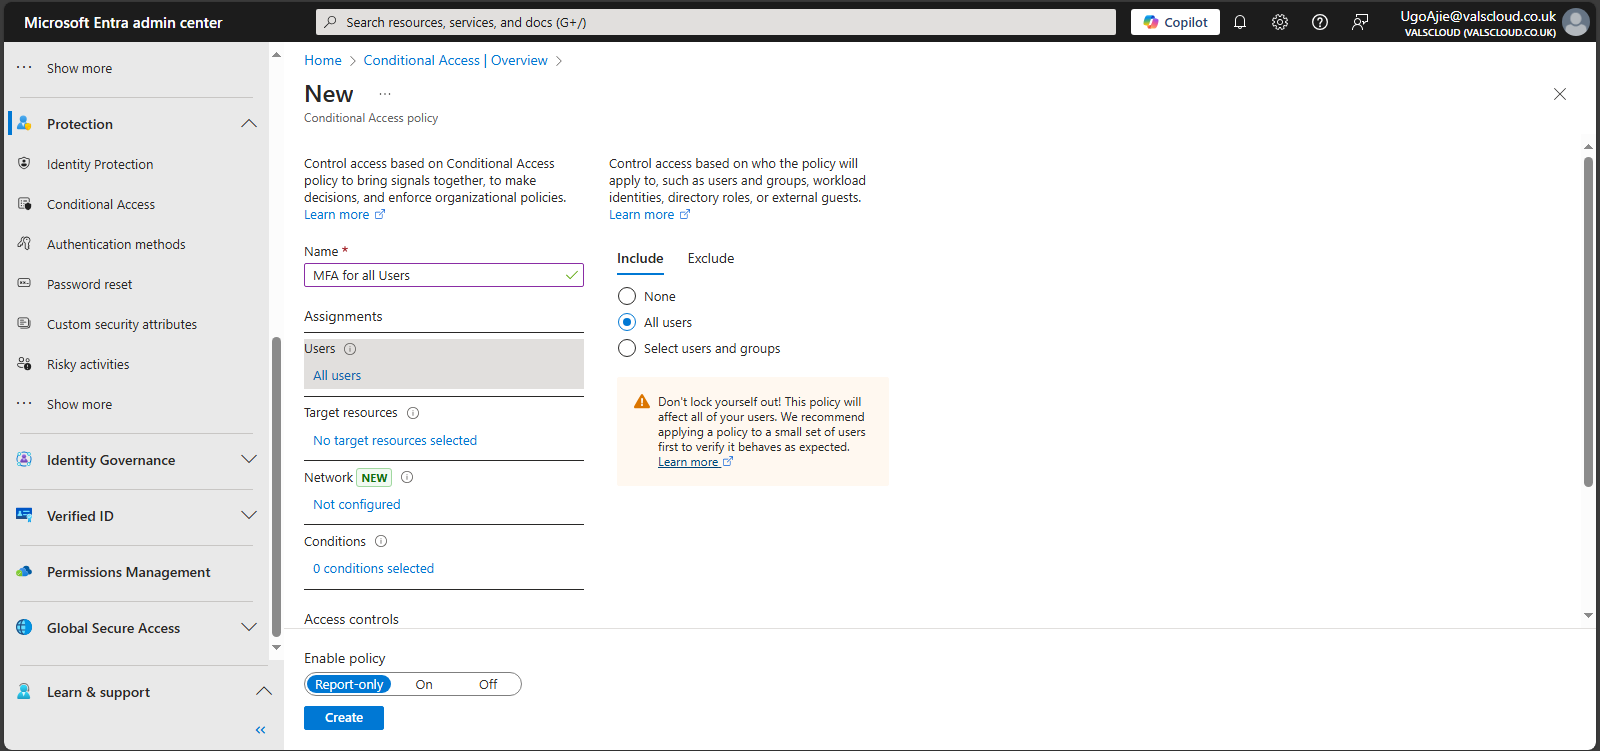 Microsoft Entra admin center
Search resources, services, and docs (G+/)
Copilot
UgoAjie@valscloud.co.uk
VALSCLOUD (VALSCLOUD.CO.UK)
Show more
Protection
Identity Protection
Conditional Access
Authentication methods
Password reset
Custom security attributes
Risky activities
Show more
Identity Governance
Verified ID
Permissions Management
Global Secure Access
Learn & support
Home > Conditional Access | Overview >
New ...
Conditional Access policy
Control access based on Conditional Access
policy to bring signals together, to make
decisions, and enforce organizational policies.
Learn more
Name *
MFA for all Users
Assignments
Users
All users
Target resources
No target resources selected
Network NEW
Not configured
Conditions
0 conditions selected
Access controls
Control access based on who the policy will
apply to, such as users and groups, workload
identities, directory roles, or external guests.
Learn more
Include Exclude
None
All users
Select users and groups
Don't lock yourself out! This policy will
affect all of your users. We recommend
applying a policy to a small set of users
first to verify it behaves as expected.
Learn more
Enable policy
Report-only On Off
Create